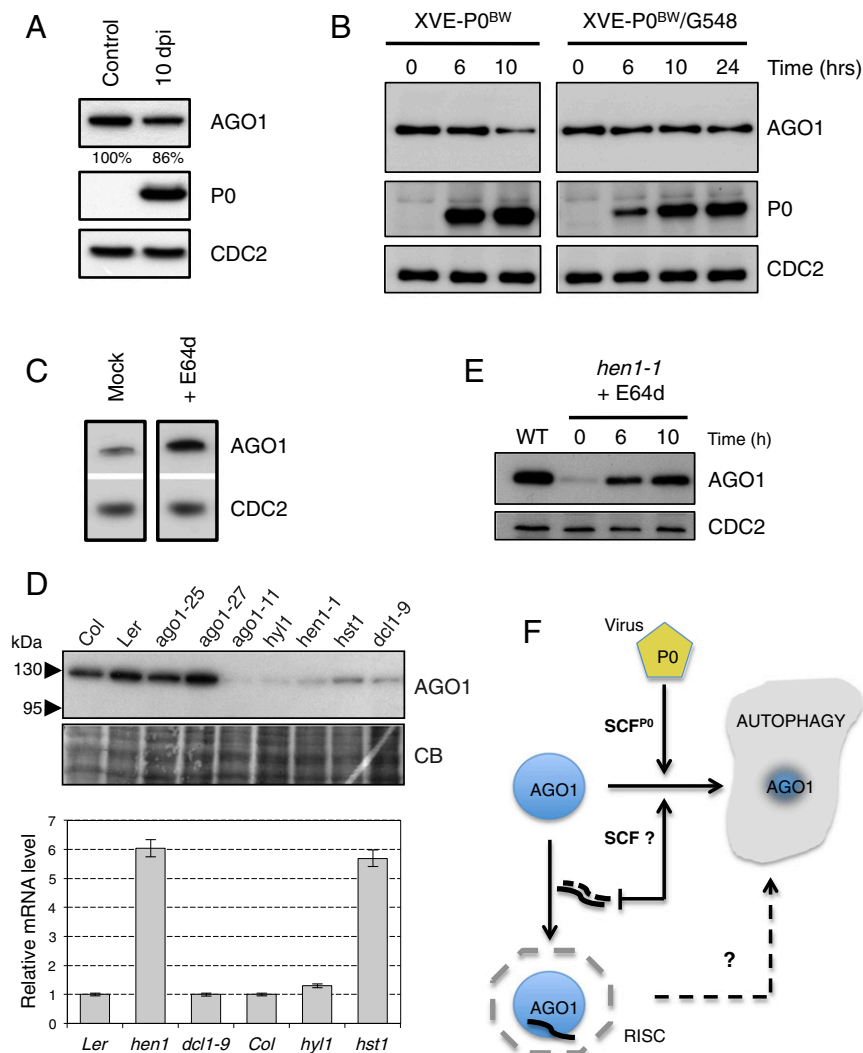 A
Control
10 dpi
AGO1
100% 86%
P0
CDC2
B
XVE-P0BW XVE-P0BW/G548
0 6 10 0 6 10 24 Time (hrs)
AGO1
P0
CDC2
C
Mock
+ E64d
AGO1
CDC2
E
hen1-1
+ E64d
WT 0 6 10 Time (h)
AGO1
CDC2
D
Col Ler ago1-25 ago1-27 ago1-11 hyl1 hen1-1 hst1 dcl1-9
kDa
130
95
AGO1
CB
Relative mRNA level
7
6
5
4
3
2
1
0
Ler hen1 dcl1-9 Col hyl1 hst1
F
Virus
P0
SCFP0
AUTOPHAGY
AGO1
AGO1
SCF ?
?
AGO1
RISC